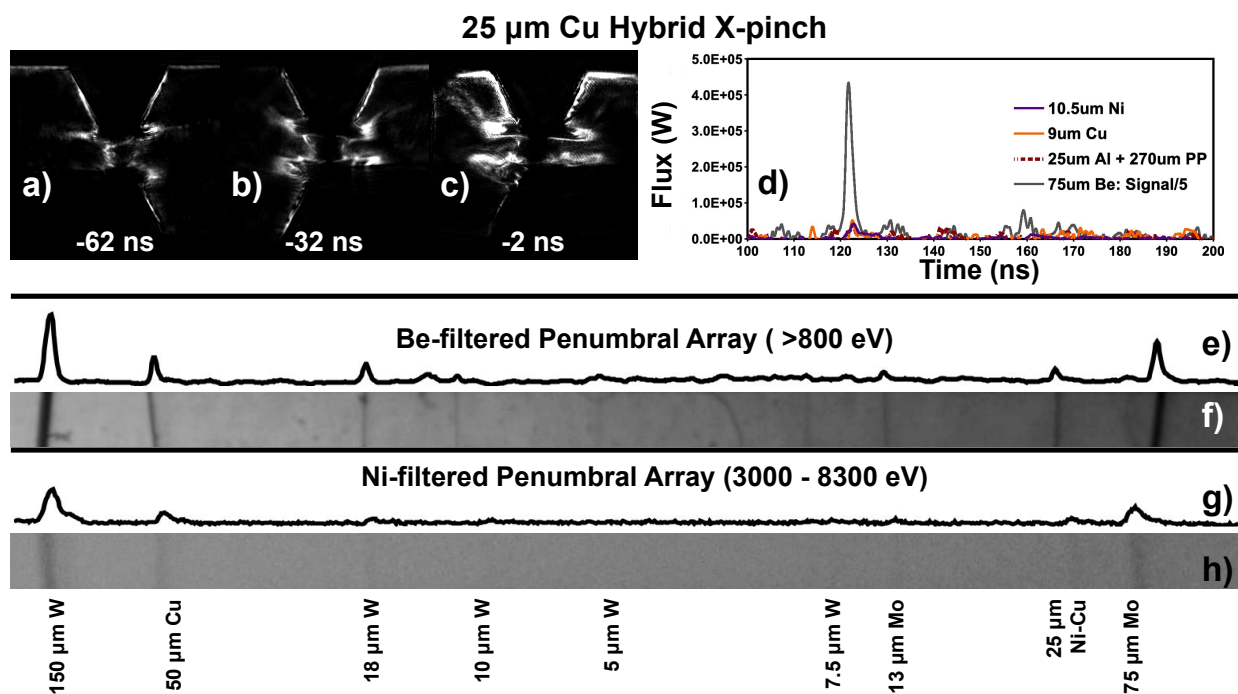 25 µm Cu Hybrid X-pinch
a)
-62 ns
b)
-32 ns
c)
-2 ns
Flux (W)
5.0E+05
4.0E+05
3.0E+05
2.0E+05
1.0E+05
0.0E+00
d)
10.5um Ni
9um Cu
25um Al + 270um PP
75um Be: Signal/5
100 110 120 130 140 150 160 170 180 190 200
Time (ns)
Be-filtered Penumbral Array ( >800 eV)
e)
f)
Ni-filtered Penumbral Array (3000 - 8300 eV)
g)
h)
150 µm W
50 µm Cu
18 µm W
10 µm W
5 µm W
7.5 µm W
13 µm Mo
25 µm
Ni-Cu
75 µm Mo